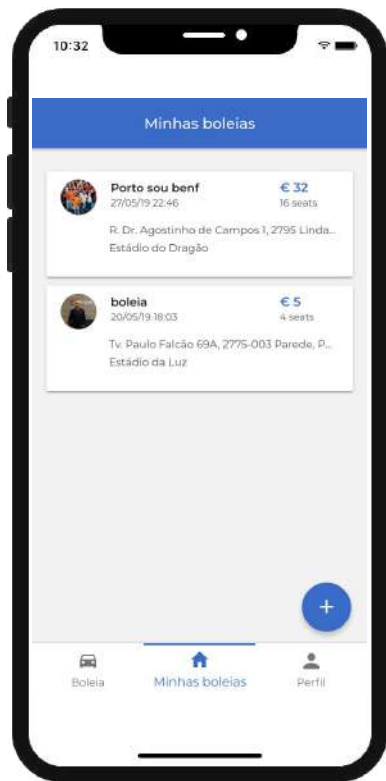 10:32
Minhas boleias
Porto sou benf
€ 32
27/05/19 22:46
16 seats
R. Dr. Agostinho de Campos 1, 2795 Linda..
Estádio do Dragão
boleia
€ 5
20/05/19 18:03
4 seats
Tv. Paulo Falcão 69A, 2775-003 Parede, P...
Estádio da Luz
+
Boleia
Minhas boleias
Perfil